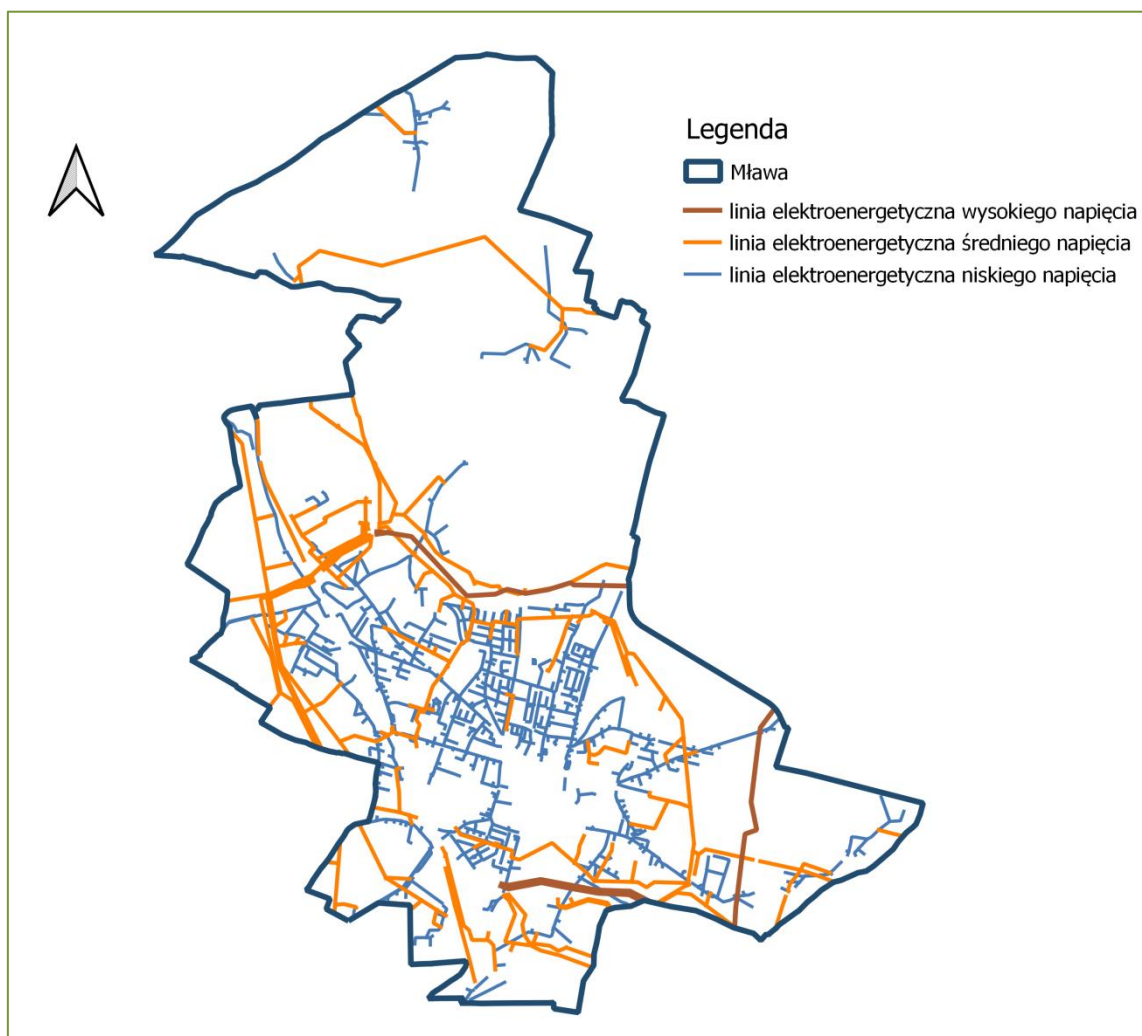 Legenda
Mława
linia elektroenergetyczna wysokiego napięcia
linia elektroenergetyczna średniego napięcia
linia elektroenergetyczna niskiego napięcia